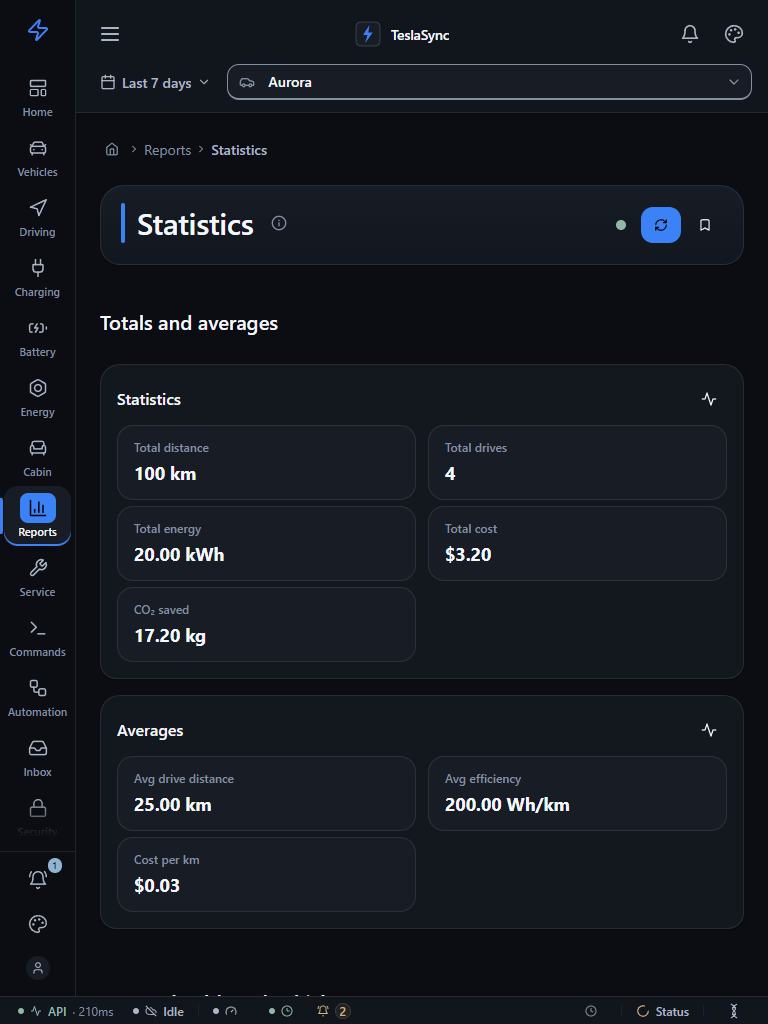 TeslaSync
Last 7 days
Aurora
Home
Vehicles
Driving
Charging
Battery
Energy
Cabin
Reports
Service
Commands
Automation
Inbox
Security
1
Reports
Statistics
Statistics
Totals and averages
Statistics
Total distance
100 km
Total drives
4
Total energy
20.00 kWh
Total cost
$3.20
CO₂ saved
17.20 kg
Averages
Avg drive distance
25.00 km
Avg efficiency
200.00 Wh/km
Cost per km
$0.03
API · 210ms
Idle
2
Status